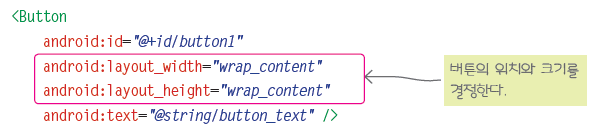 <Button
android:id="@+id/button1"
android:layout_width="wrap_content"
android:layout_height="wrap_content"
android:text="@string/button_text" />
버튼의 위치와 크기를
결정한다.